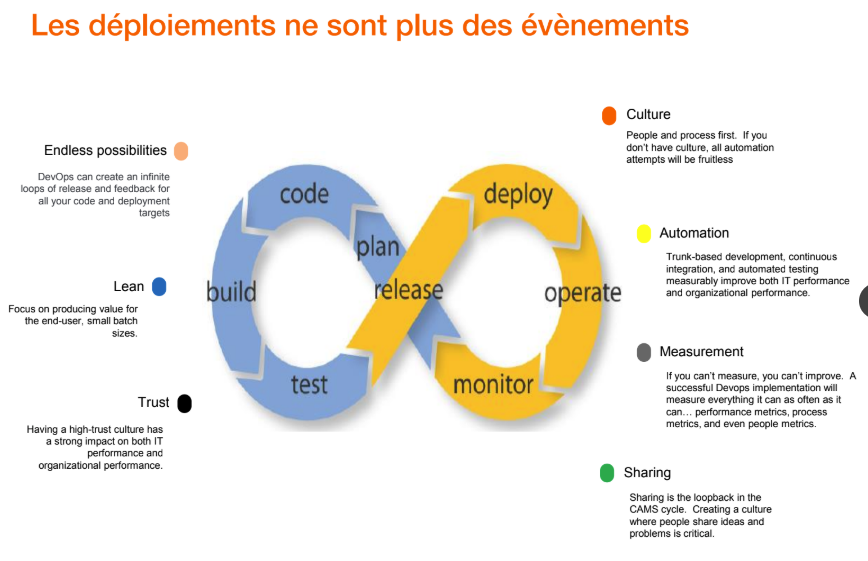 Les déploiements ne sont plus des évènements
Endless possibilities
DevOps can create an infinite
loops of release and feedback for
all your code and deployment
targets
Lean
Focus on producing value for
the end-user, small batch
sizes.
Trust
Having a high-trust culture has
a strong impact on both IT
performance and
organizational performance.
code
plan
build
test
release
deploy
operate
monitor
Culture
People and process first. If you
don't have culture, all automation
attempts will be fruitless
Automation
Trunk-based development, continuous
integration, and automated testing
measurably improve both IT performance
and organizational performance.
Measurement
If you can't measure, you can't improve. A
successful Devops implementation will
measure everything it can as often as it
can… performance metrics, process
metrics, and even people metrics.
Sharing
Sharing is the loopback in the
CAMS cycle. Creating a culture
where people share ideas and
problems is critical.